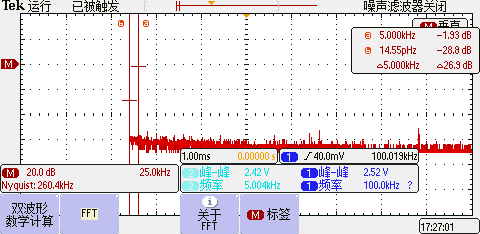 Tek 运行 已被触发 噪声滤波器关闭
M 垂直
a b
a 5.000kHz -1.93 dB
b 14.55pHz -28.8 dB
△5.000kHz △26.9 dB
M
1.00ms 0.00000 s
1 40.0mV 100.019kHz
M 20.0 dB 25.0kHz
Nyquist: 260.4kHz
2 峰-峰 2.42 V 1 峰-峰 2.52 V
2 频率 5.004kHz 1 频率 100.0kHz ?
双波形
数学计算
FFT
i
关于
FFT
M 标签
17:27:01